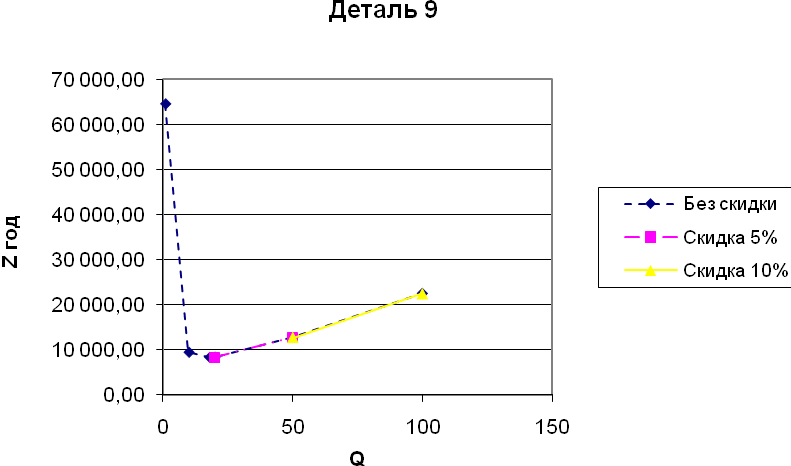 Деталь 9
70 000,00
60 000,00
50 000,00
40 000,00
30 000,00
20 000,00
10 000,00
0,00
Z год
0 50 100 150
Q
Без скидки
Скидка 5%
Скидка 10%